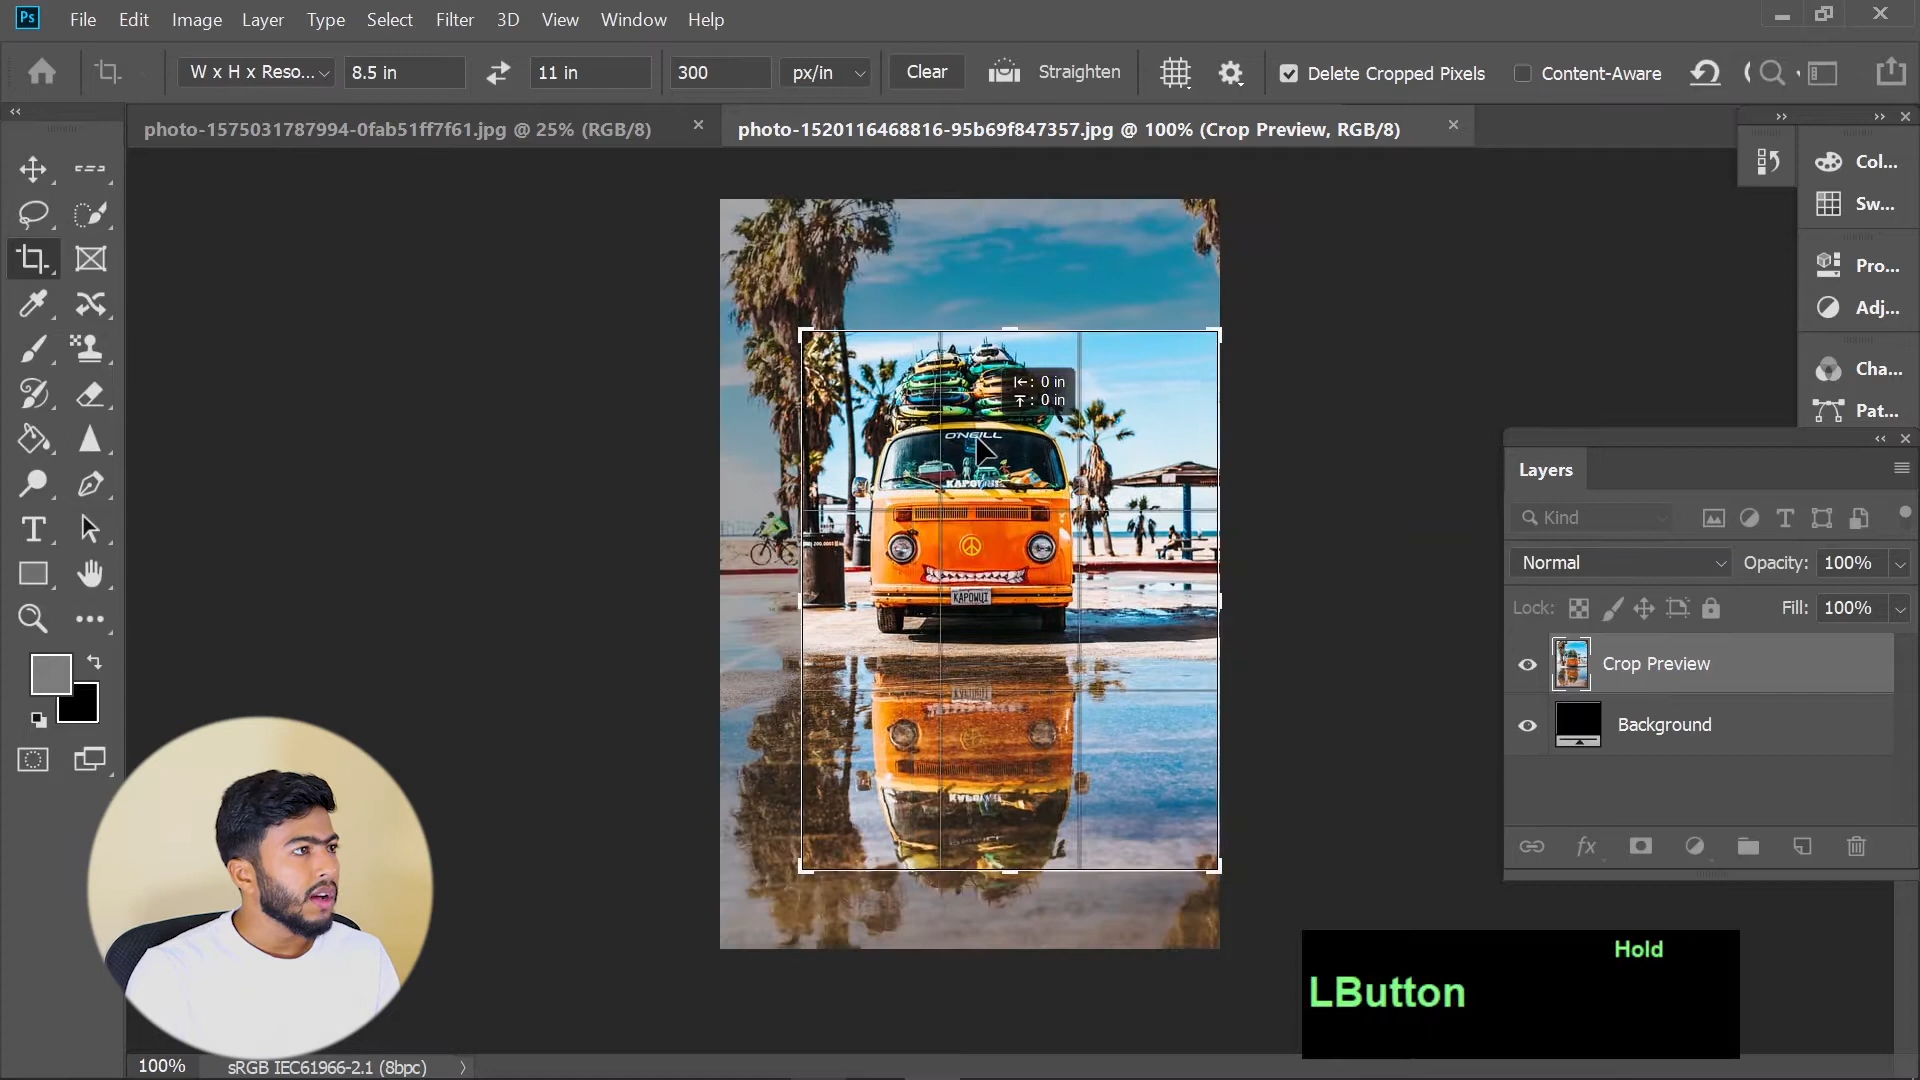 Ps File Edit Image Layer Type Select Filter 3D View Window Help
W x H x Reso... 8.5 in 11 in 300 px/in Clear Straighten Delete Cropped Pixels Content-Aware
photo-1575031787994-0fab51ff7f61.jpg @ 25% (RGB/8) × photo-1520116468816-95b69f847357.jpg @ 100% (Crop Preview, RGB/8) ×
Col...
Sw...
Pro...
Adj...
Cha...
Pat...
: 0 in
: 0 in
O'NEILL
KAPOWUI
KAPOWUI
Layers
Kind
Normal Opacity: 100%
Lock: Fill: 100%
Crop Preview
Background
fx
Hold
LButton
100% sRGB IEC61966-2.1 (8bpc)